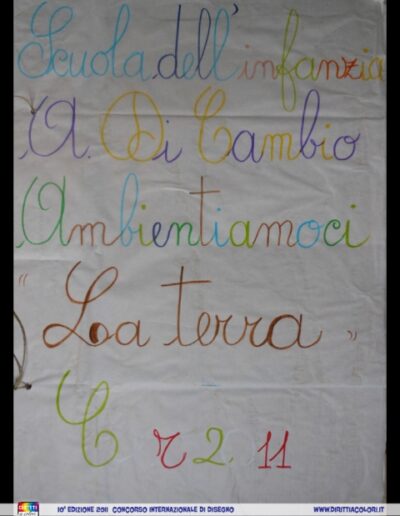 Scuola dell'infanzia
A. Di Cambio
Ambientiamoci
" La terra "
C r 2 11
10ª EDIZIONE 2011 CONCORSO INTERNAZIONALE DI DISEGNO
WWW.DIRITTIACOLORI.IT